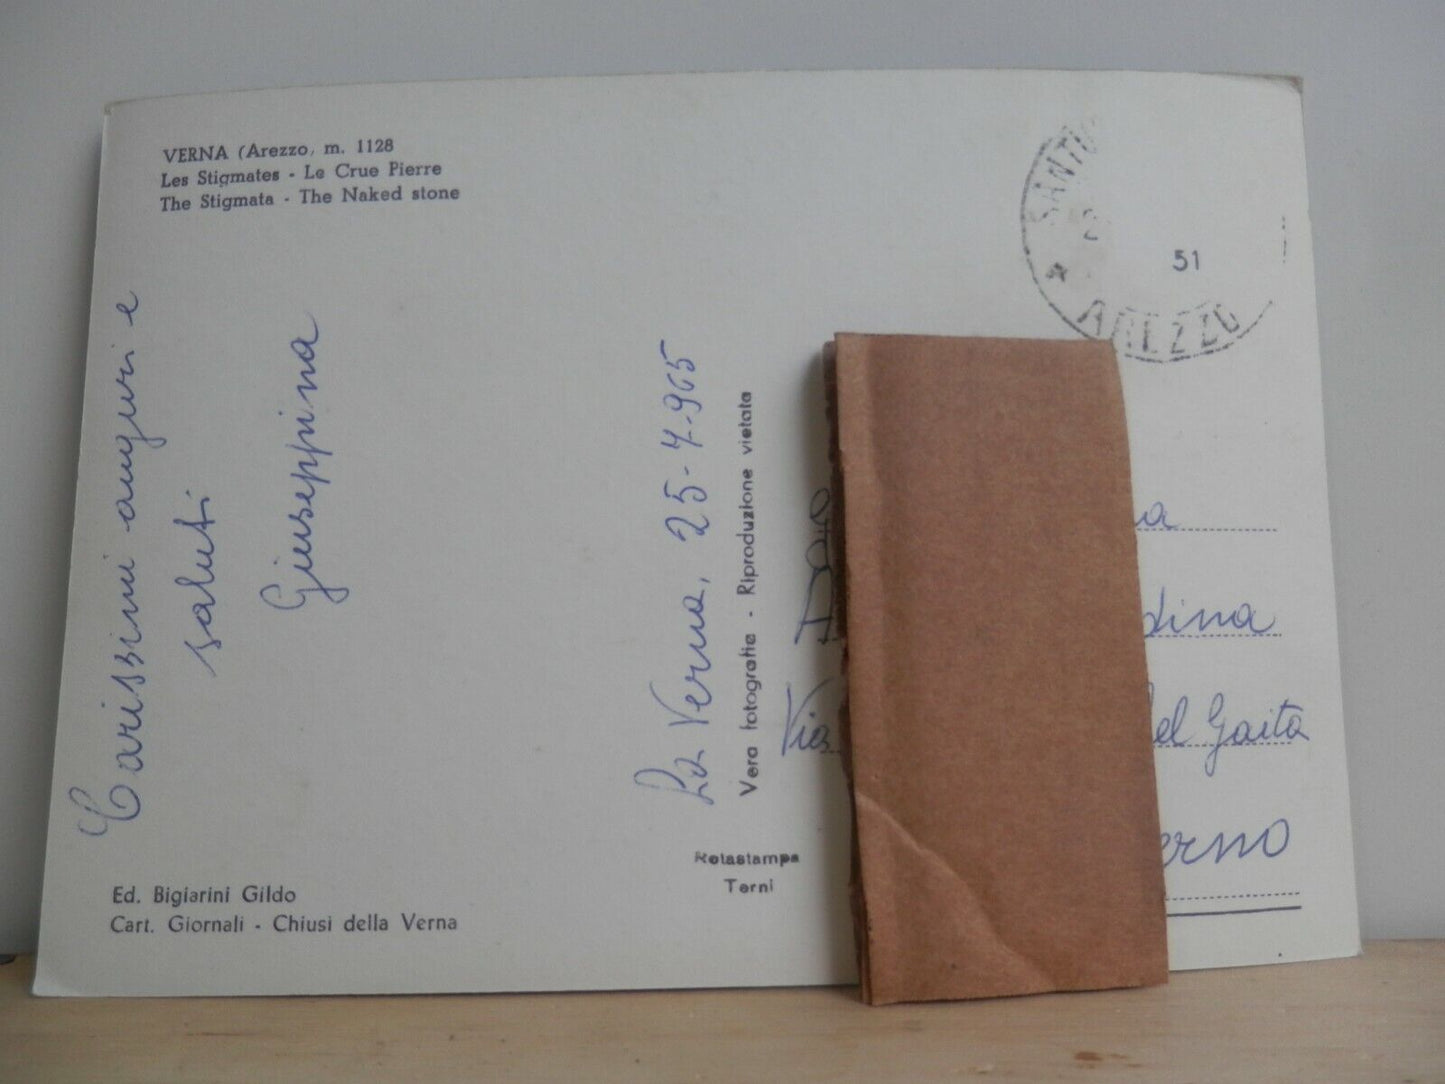 VERNA (Arezzo, m. 1128
Les Stigmates - Le Crue Pierre
The Stigmata - The Naked stone
Carissimi auguri e
saluti
Giuseppina
La Verna, 25-7-965
Vera fotografia - Riproduzione vietata
Rotastampa
Terni
Ed. Bigiarini Gildo
Cart. Giornali - Chiusi della Verna
51
AREZZO
dina
Via
del Gaita
erno